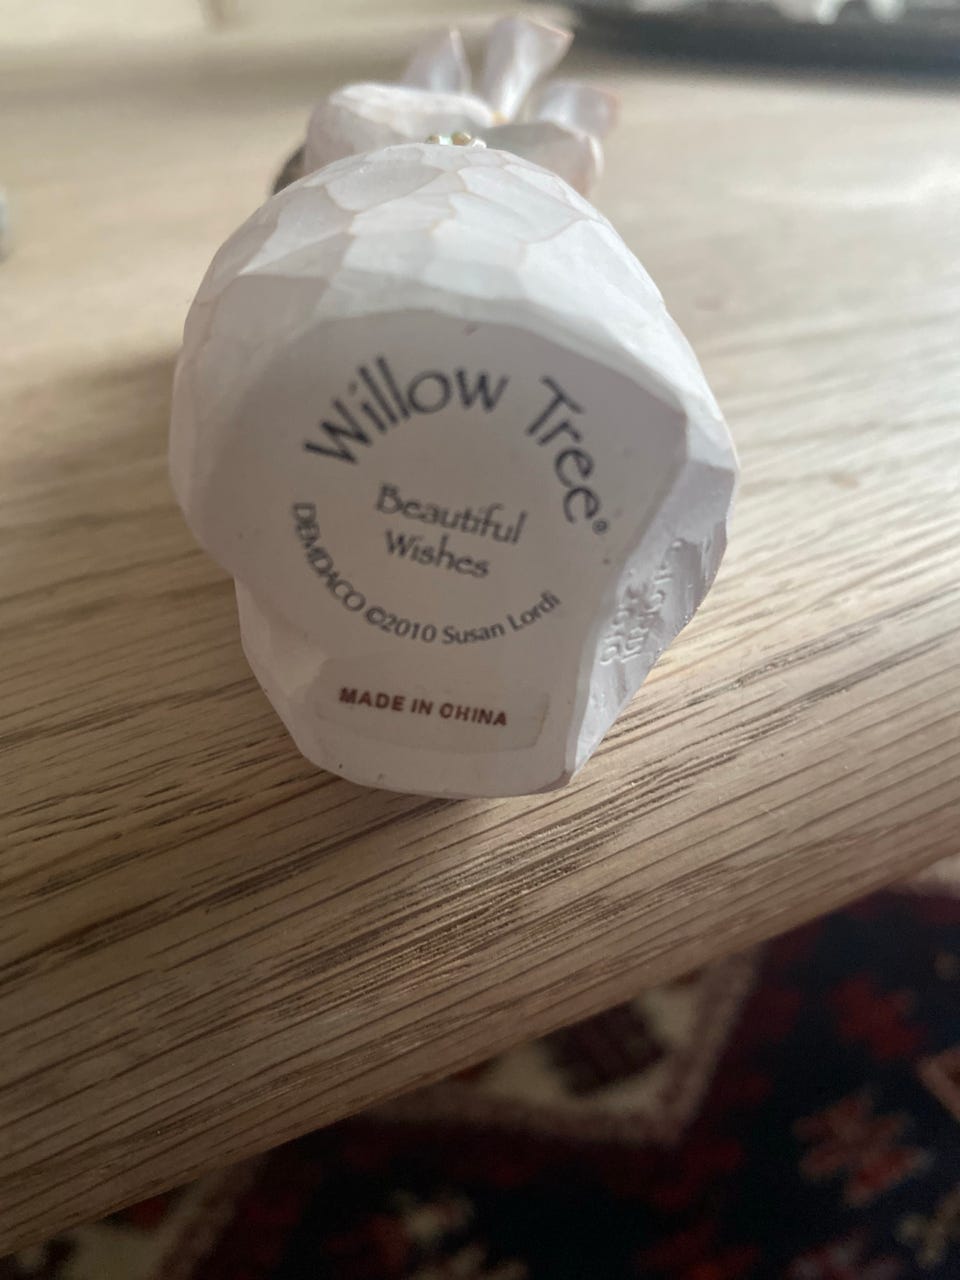 Willow Tree®
Beautiful
Wishes
DEMDACO ©2010 Susan Lordi
MADE IN CHINA